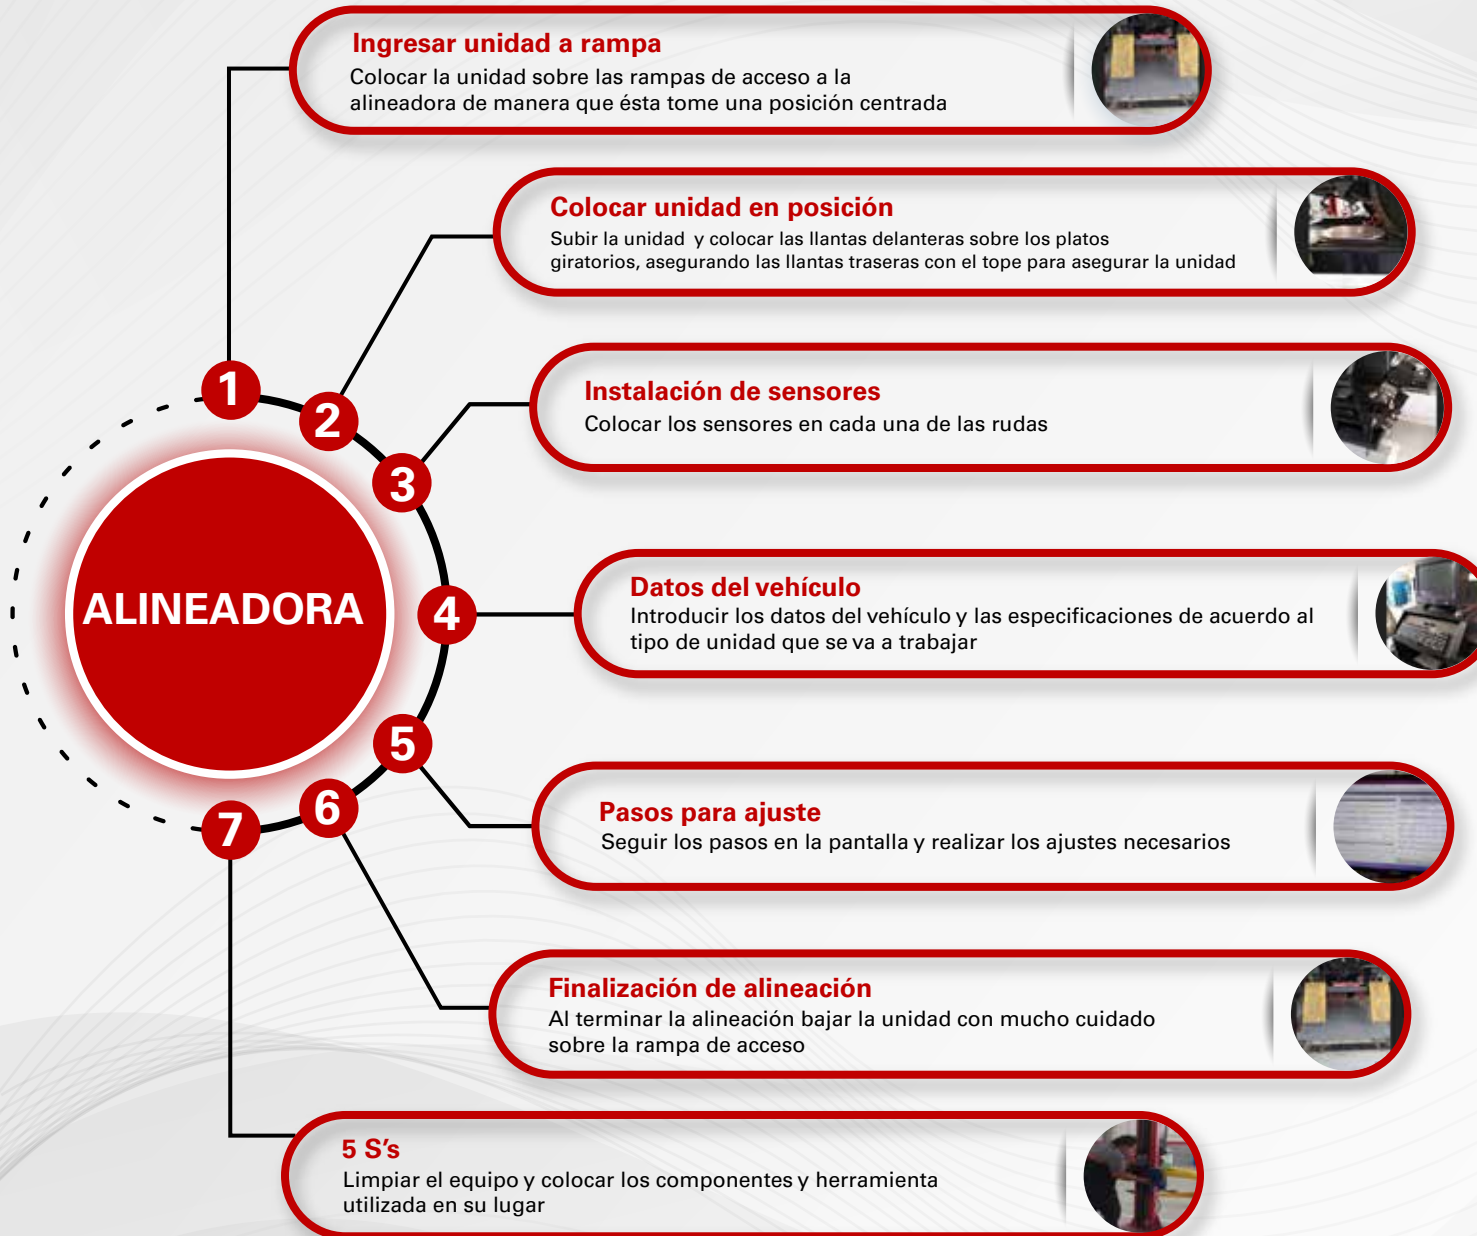 Ingresar unidad a rampa
Colocar la unidad sobre las rampas de acceso a la
alineadora de manera que ésta tome una posición centrada
Colocar unidad en posición
Subir la unidad y colocar las llantas delanteras sobre los platos
giratorios, asegurando las llantas traseras con el tope para asegurar la unidad
1
2
Instalación de sensores
Colocar los sensores en cada una de las rudas
3
ALINEADORA
4
Datos del vehículo
Introducir los datos del vehículo y las especificaciones de acuerdo al
tipo de unidad que se va a trabajar
5
Pasos para ajuste
Seguir los pasos en la pantalla y realizar los ajustes necesarios
6
7
Finalización de alineación
Al terminar la alineación bajar la unidad con mucho cuidado
sobre la rampa de acceso
5 S's
Limpiar el equipo y colocar los componentes y herramienta
utilizada en su lugar